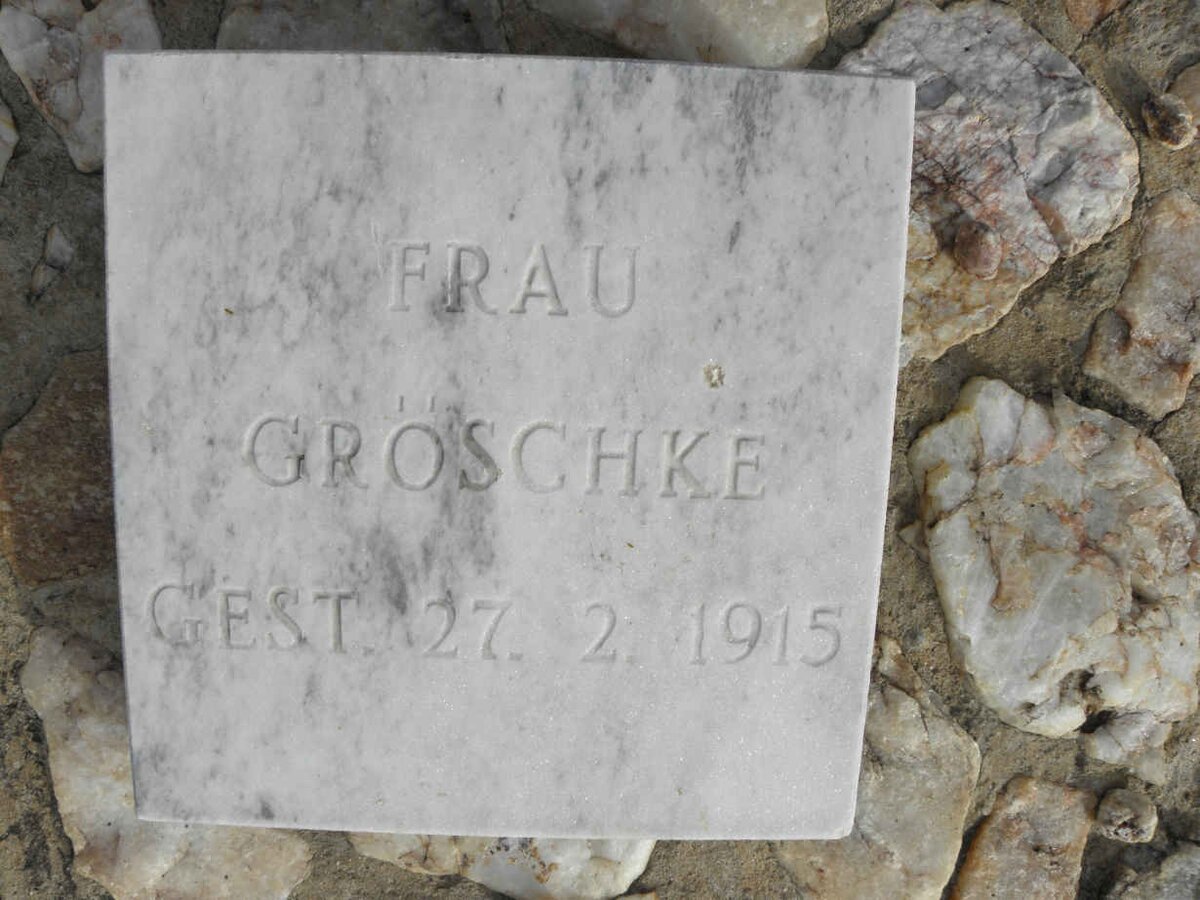 FRAU
GRÖSCHKE
GEST. 27. 2. 1915